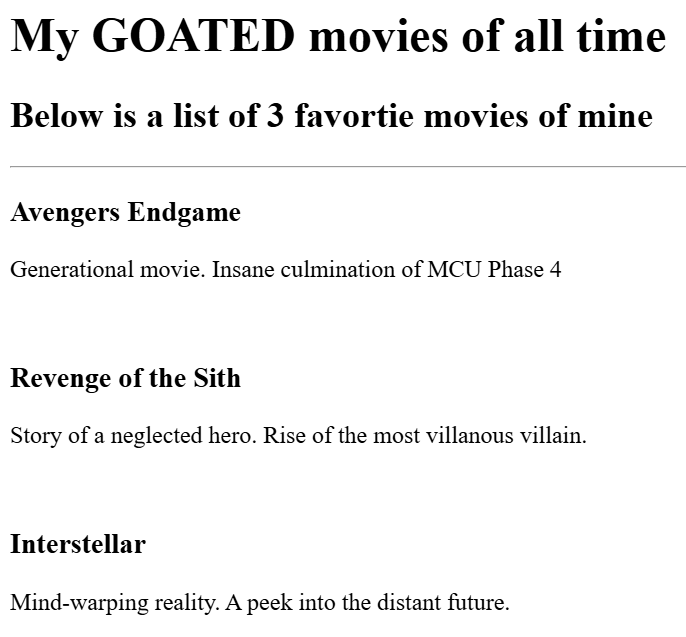 My GOATED movies of all time
Below is a list of 3 favortie movies of mine
Avengers Endgame
Generational movie. Insane culmination of MCU Phase 4
Revenge of the Sith
Story of a neglected hero. Rise of the most villanous villain.
Interstellar
Mind-warping reality. A peek into the distant future.